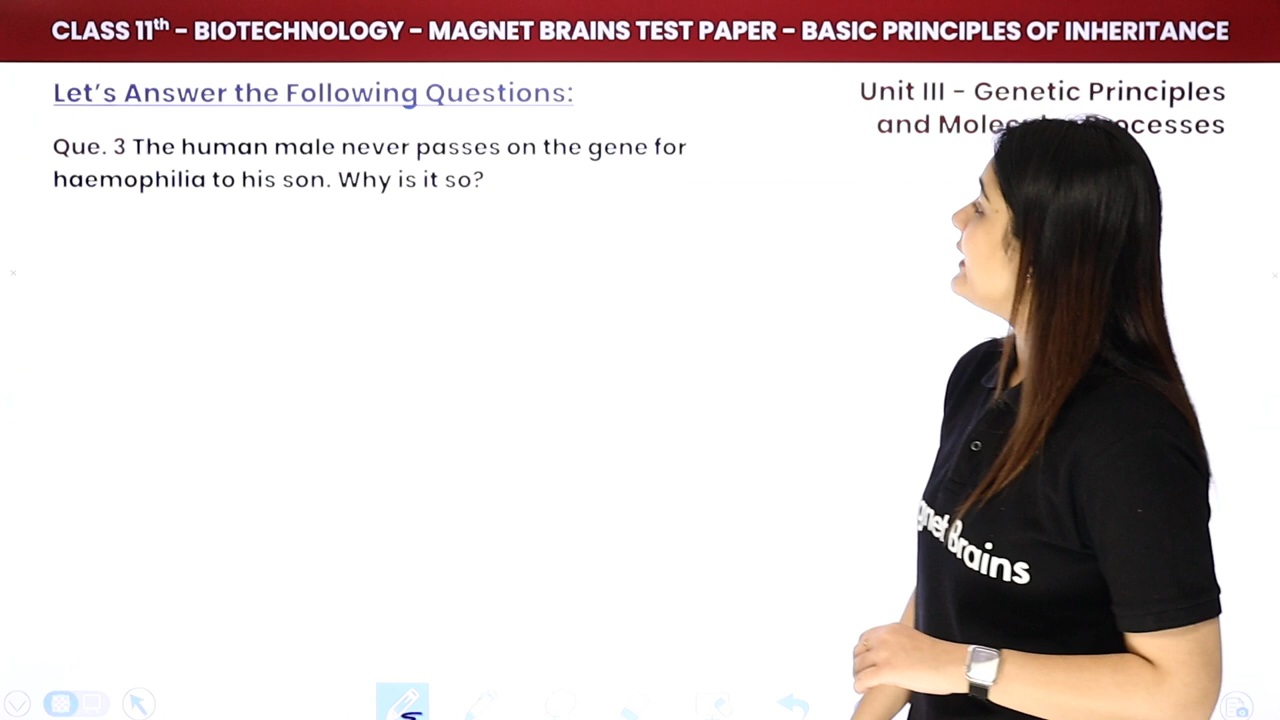 CLASS 11th - BIOTECHNOLOGY - MAGNET BRAINS TEST PAPER - BASIC PRINCIPLES OF INHERITANCE
Let's Answer the Following Questions:
Unit III - Genetic Principles
and Processes
Que. 3 The human male never passes on the gene for
haemophilia to his son. Why is it so?
Brains